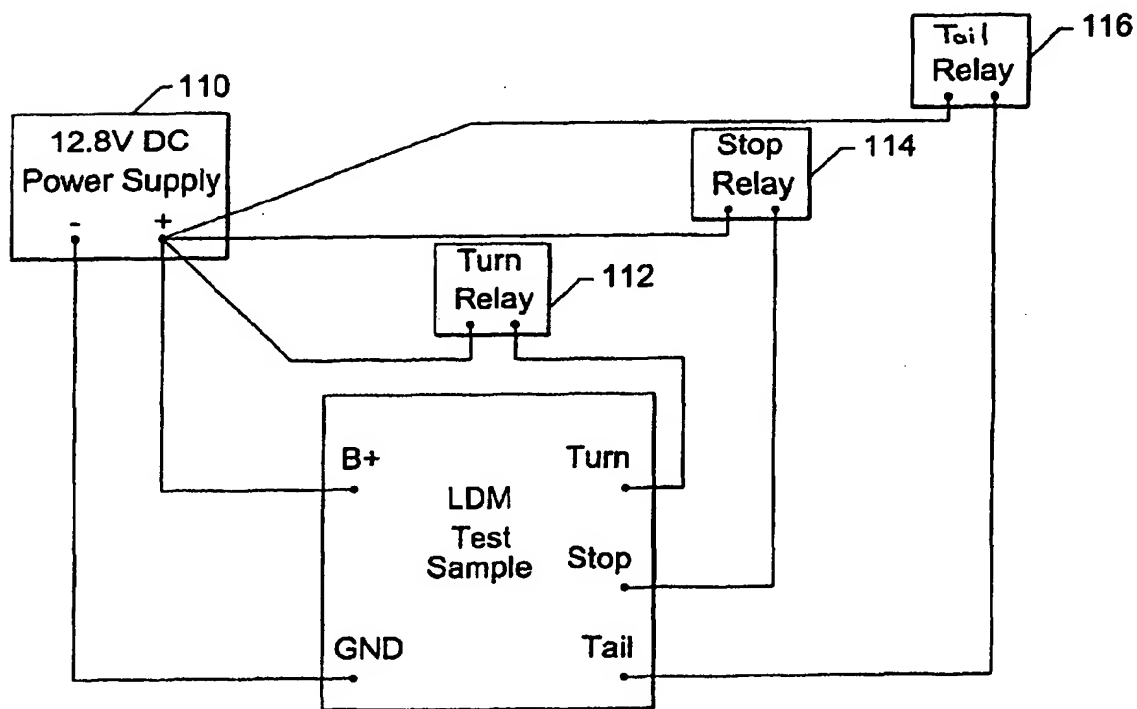 116
Tail
Relay
110
12.8V DC
Power Supply
- +
Stop
Relay
114
Turn
Relay
112
B+
Turn
LDM
Test
Sample
Stop
GND
Tail